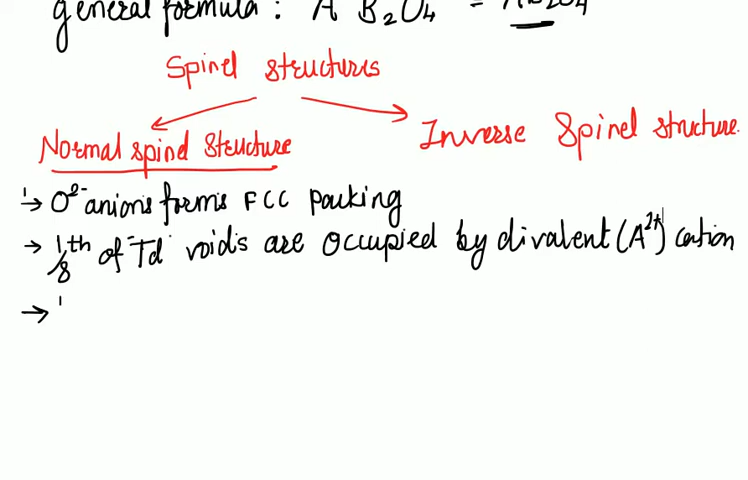 general formula : A B₂O₄ =
Spinel structures
Normal spinel structure
Inverse Spinel structure.
→ O²⁻ anions forms FCC packing
→ 1/8th of Td voids are occupied by divalent (A²⁺) cation
→ '